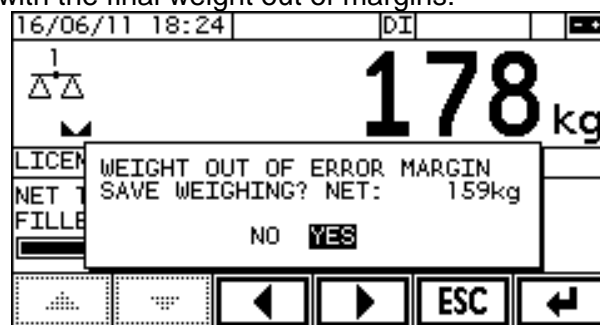 with the final weight out of margins.
16/06/11 18:24 DI
1
178 kg
LICEN
WEIGHT OUT OF ERROR MARGIN
NET T SAVE WEIGHING? NET: 159kg
FILLE
NO YES
ESC